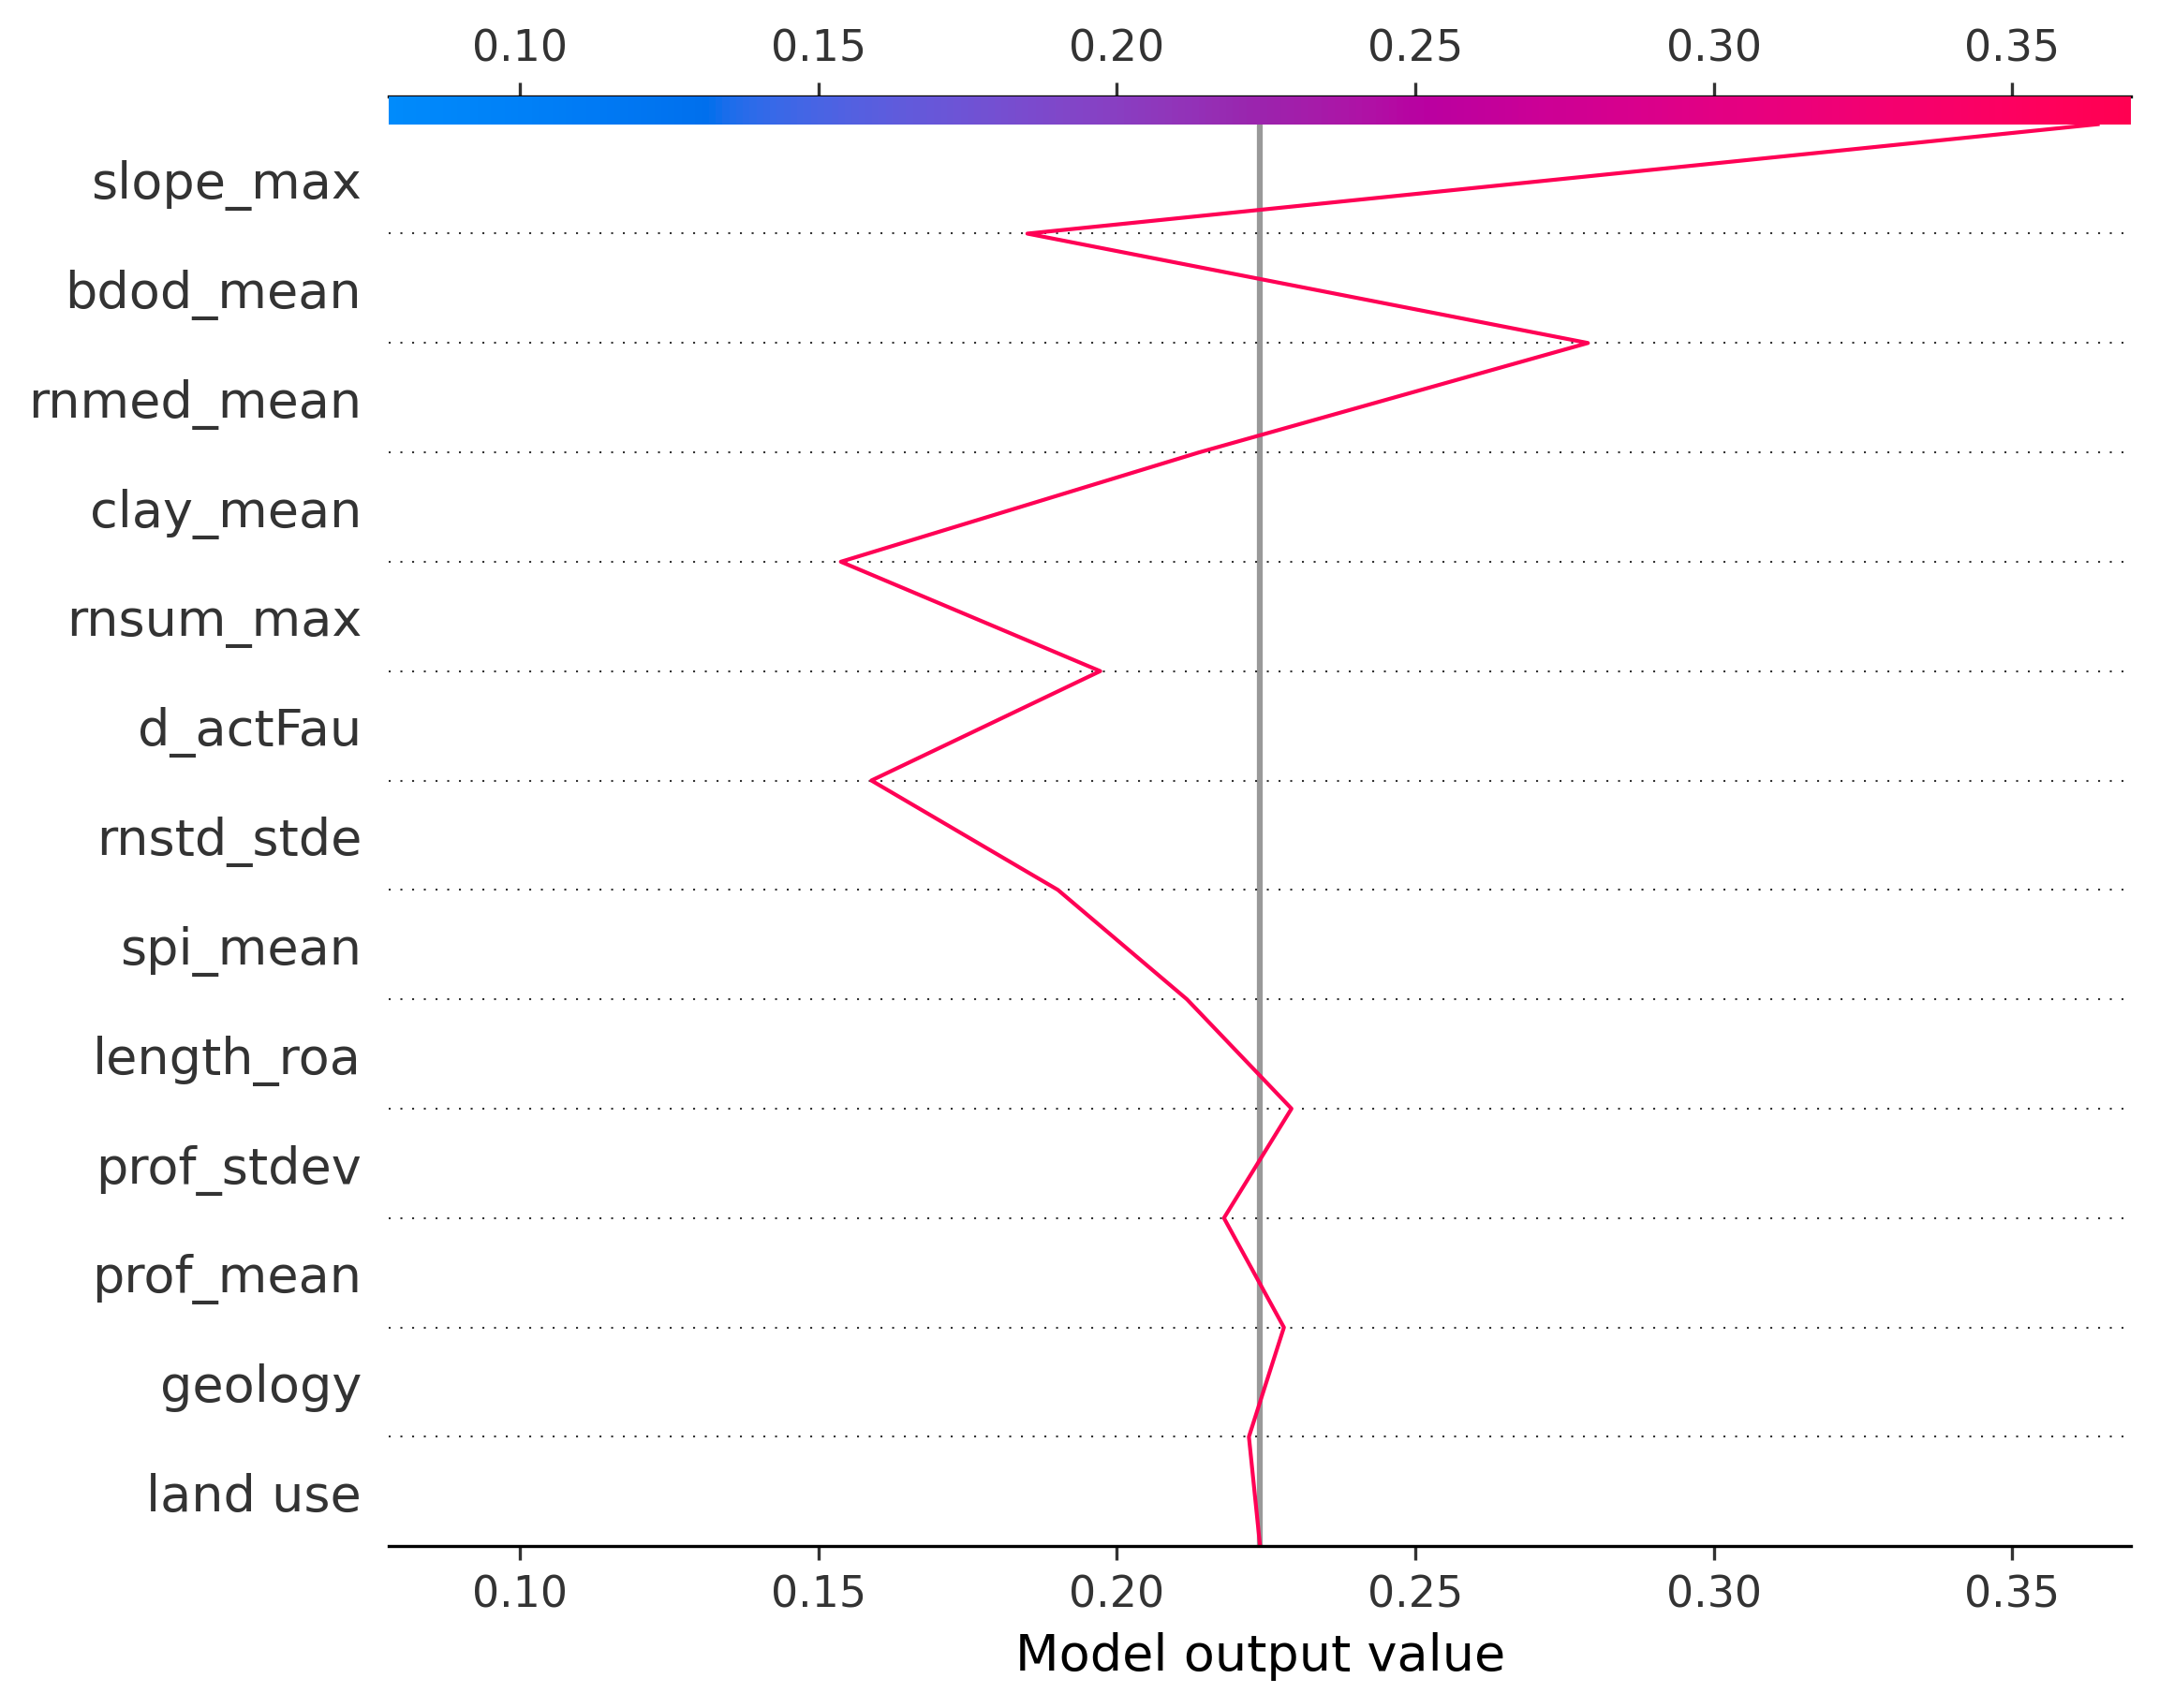 0.10 0.15 0.20 0.25 0.30 0.35
slope_max
bdod_mean
rnmed_mean
clay_mean
rnsum_max
d_actFau
rnstd_stde
spi_mean
length_roa
prof_stdev
prof_mean
geology
land use
0.10 0.15 0.20 0.25 0.30 0.35
Model output value